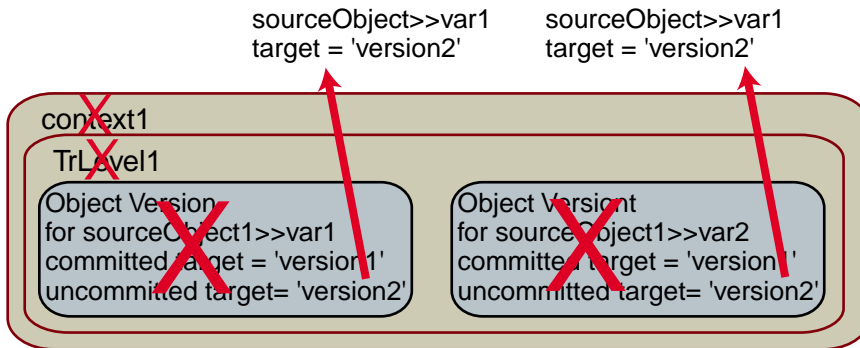 sourceObject>>var1
target = 'version2'
sourceObject>>var1
target = 'version2'
context1
TrLevel1
Object Version
for sourceObject1>>var1
committed target = 'version1'
uncommitted target= 'version2'
Object Versiont
for sourceObject1>>var2
committed target = 'version1'
uncommitted target= 'version2'